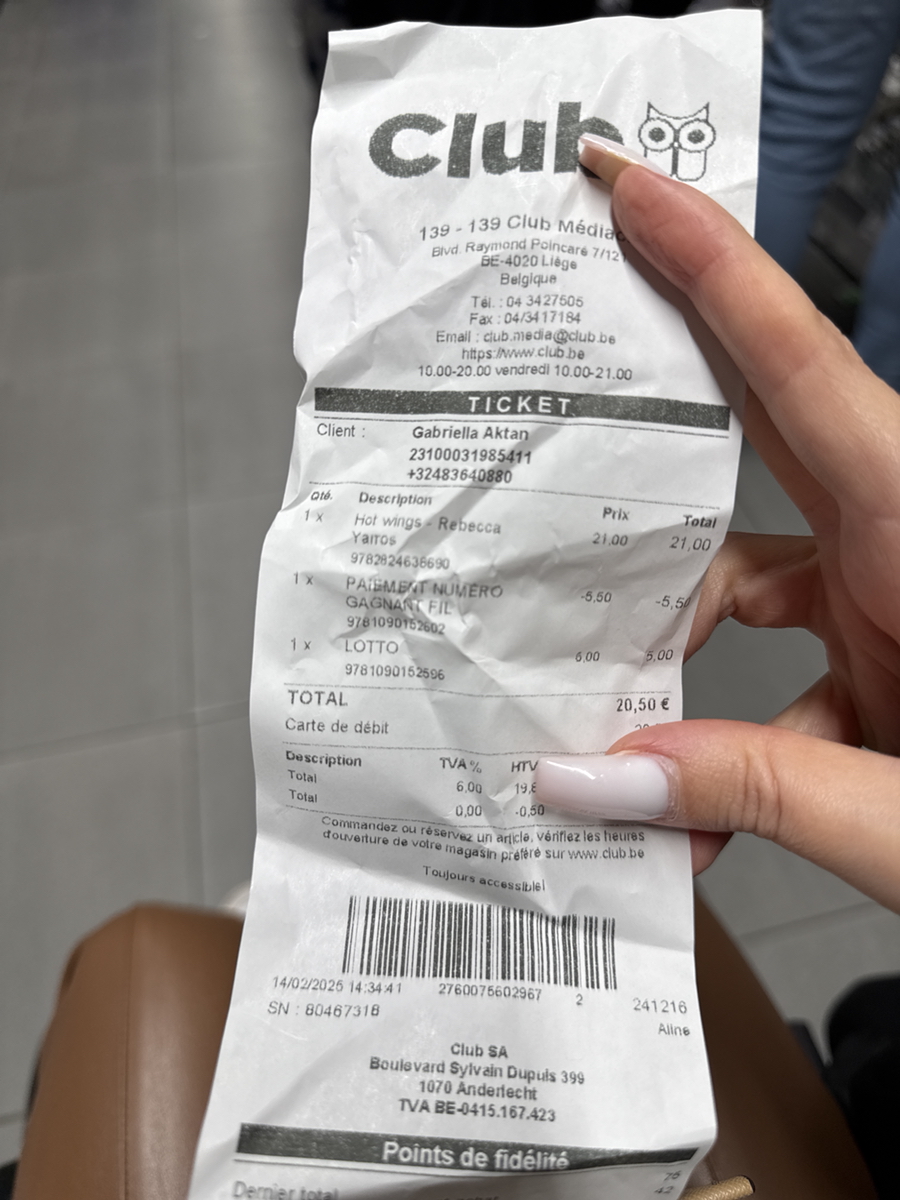 Club
139 - 139 Club Média
Blvd. Raymond Poincaré 7/12
BE-4020 Liège
Belgique
Tél. : 04 3427505
Fax : 04/3417184
Email : club.media@club.be
https://www.club.be
10.00-20.00 vendredi 10.00-21.00
TICKET
Client : Gabriella Aktan
23100031985411
+32483640880
Qté. Description Prix Total
1 x Hot wings - Rebecca Yarros 21.00 21,00
9782824638690
1 x PAIEMENT NUMÉRO GAGNANT FIL -5,50 -5,50
9781090152602
1 x LOTTO 5,00
9781090152596
TOTAL 20,50 €
Carte de débit
Description TVA %
Total 6,00
Total 0,00 -0,50
Commandez ou réservez un article, vérifiez les heures
d'ouverture de votre magasin préféré sur www.club.be
Toujours accessible!
14/02/2025 14:34:41 2760075602967 2 241216
SN : 80467318 Aline
Club SA
Boulevard Sylvain Dupuis 399
1070 Anderlecht
TVA BE-0415.167.423
Points de fidélité
Dernier total